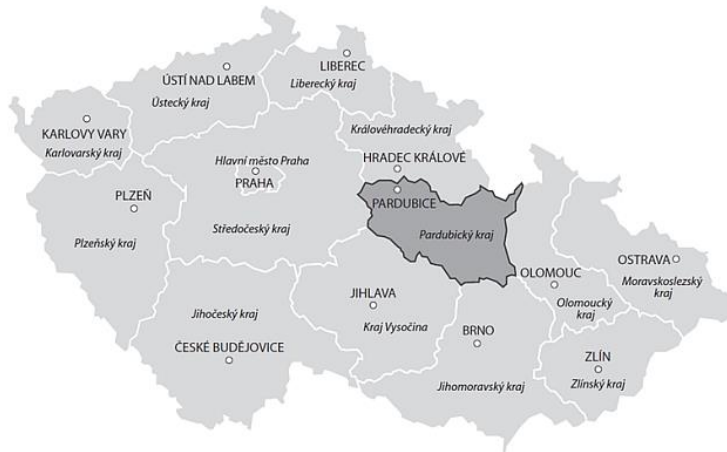 LIBEREC
Liberecký kraj
ÚSTÍ NAD LABEM
Ústecký kraj
KARLOVY VARY
Karlovarský kraj
Královéhradecký kraj
HRADEC KRÁLOVÉ
Hlavní město Praha
PRAHA
Středočeský kraj
PLZEŇ
Plzeňský kraj
PARDUBICE
Pardubický kraj
OLOMOUC
Olomoucký
kraj
OSTRAVA
Moravskoslezský
kraj
JIHLAVA
Kraj Vysočina
Jihočeský kraj
ČESKÉ BUDĚJOVICE
BRNO
Jihomoravský kraj
ZLÍN
Zlínský kraj